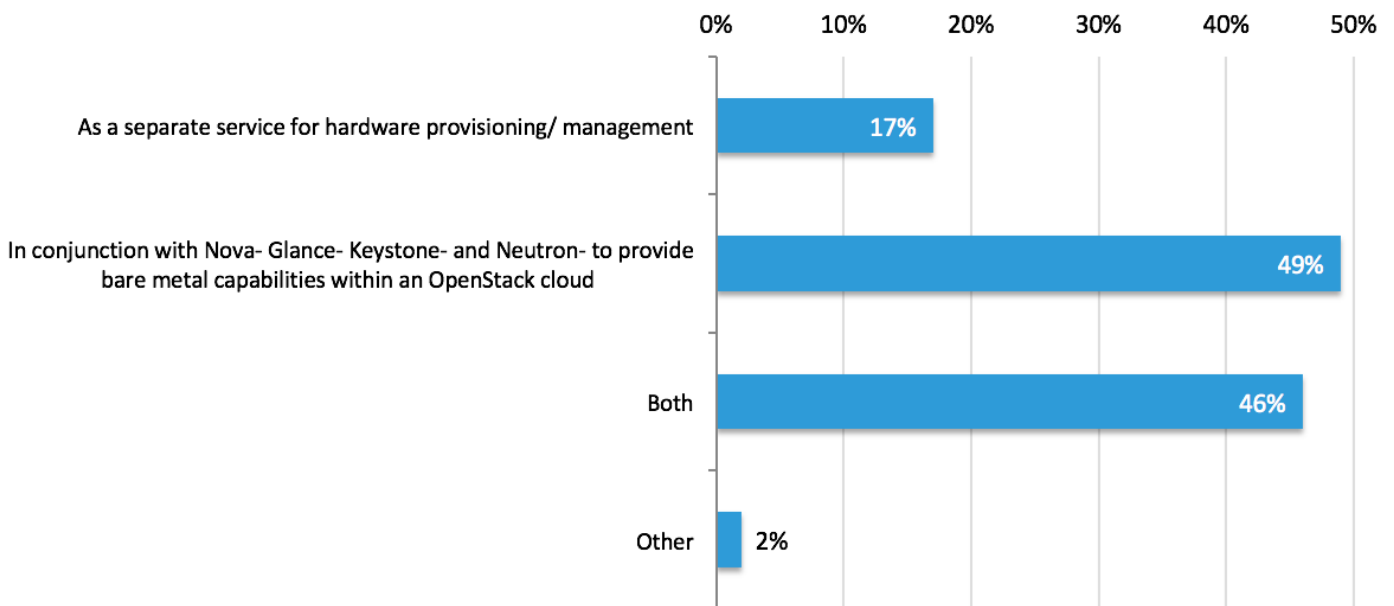 0% 10% 20% 30% 40% 50%
As a separate service for hardware provisioning/ management
17%
In conjunction with Nova- Glance- Keystone- and Neutron- to provide
bare metal capabilities within an OpenStack cloud
49%
Both
46%
Other
2%